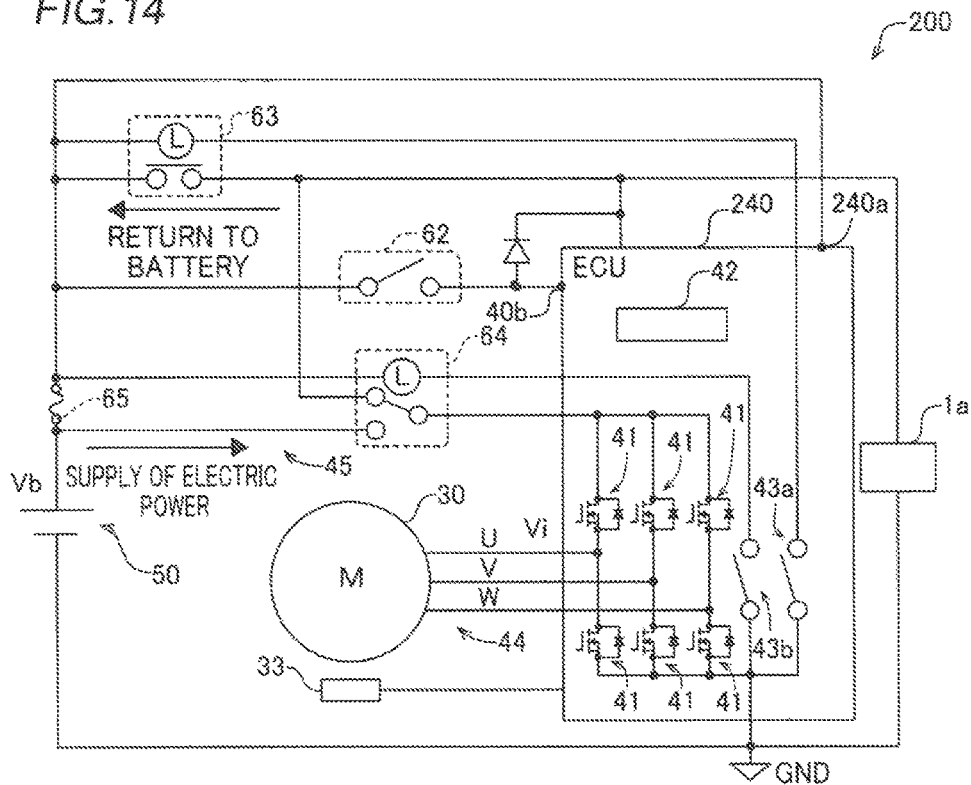 FIG. 14
200
63
L
RETURN TO
BATTERY
62
240
240a
ECU
42
40b
64
L
65
1a
41
41
41
45
SUPPLY OF ELECTRIC
POWER
Vb
30
43a
U
Vi
M
V
W
50
44
43b
33
41
41
41
GND